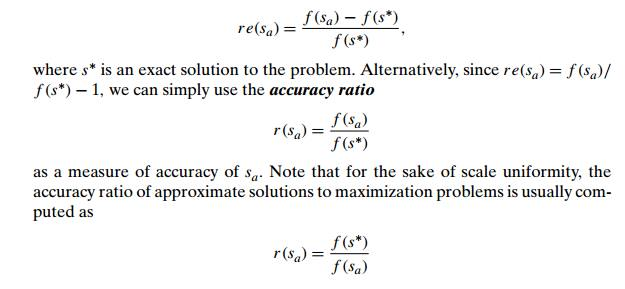 re(s_a) = \frac{f(s_a) − f(s*)}{f(s*)},
where s* is an exact solution to the problem. Alternatively, since re(s_a) = f(s_a)/
f(s*) − 1, we can simply use the accuracy ratio
r(s_a) = \frac{f(s_a)}{f(s*)}
as a measure of accuracy of s_a. Note that for the sake of scale uniformity, the
accuracy ratio of approximate solutions to maximization problems is usually com-
puted as
r(s_a) = \frac{f(s*)}{f(s_a)}